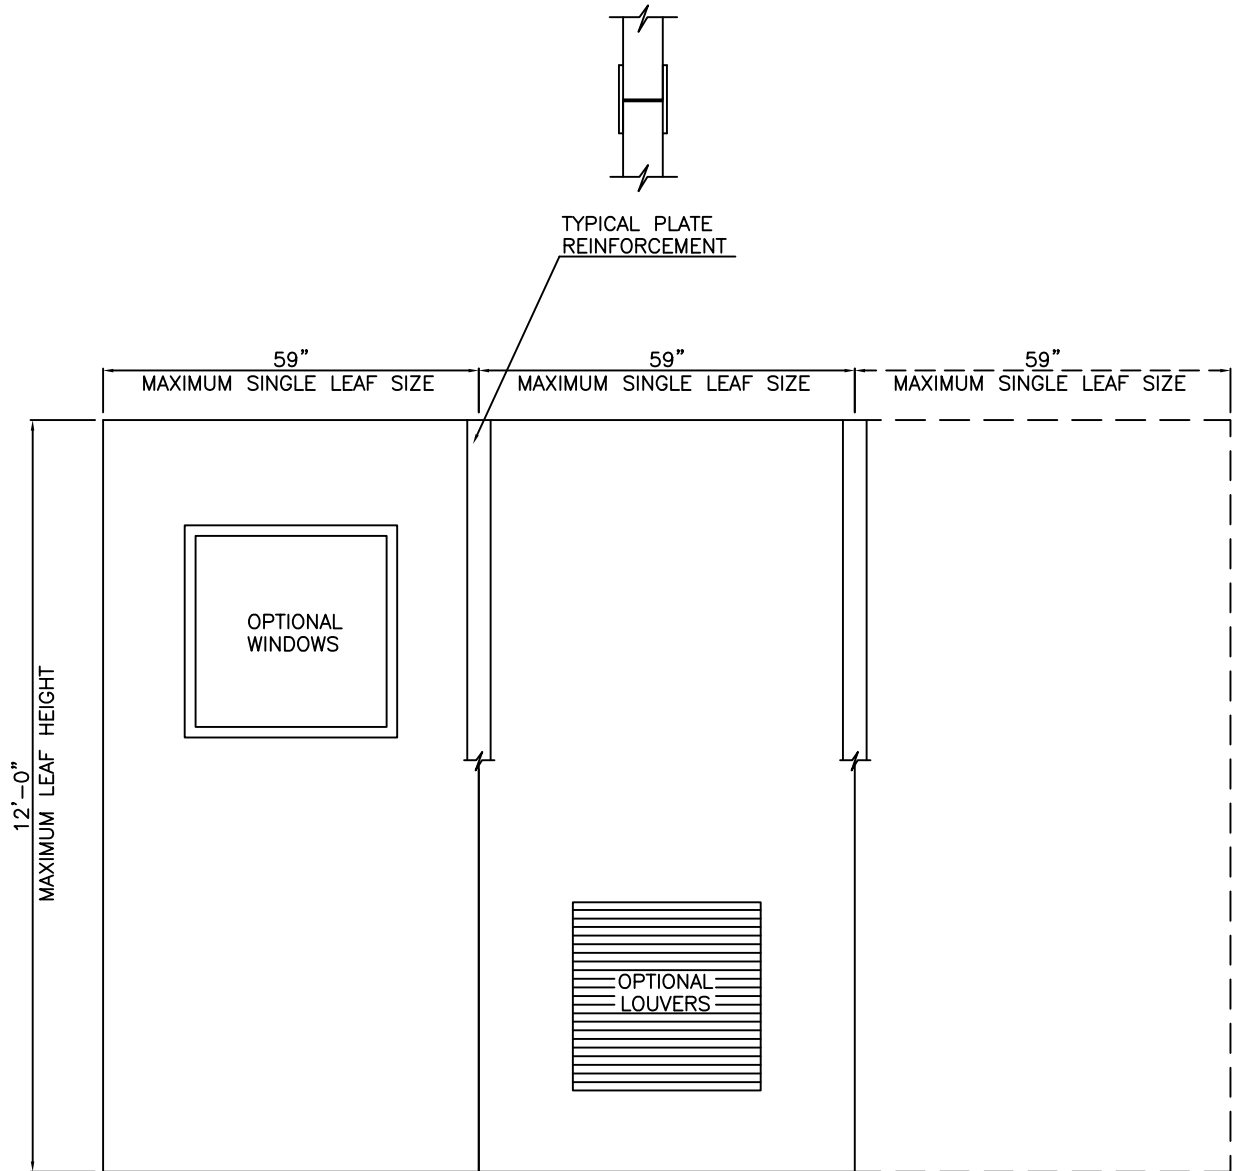 TYPICAL PLATE
REINFORCEMENT
59”
MAXIMUM SINGLE LEAF SIZE
59”
MAXIMUM SINGLE LEAF SIZE
59”
MAXIMUM SINGLE LEAF SIZE
OPTIONAL
WINDOWS
12’–0”
MAXIMUM LEAF HEIGHT
OPTIONAL
LOUVERS